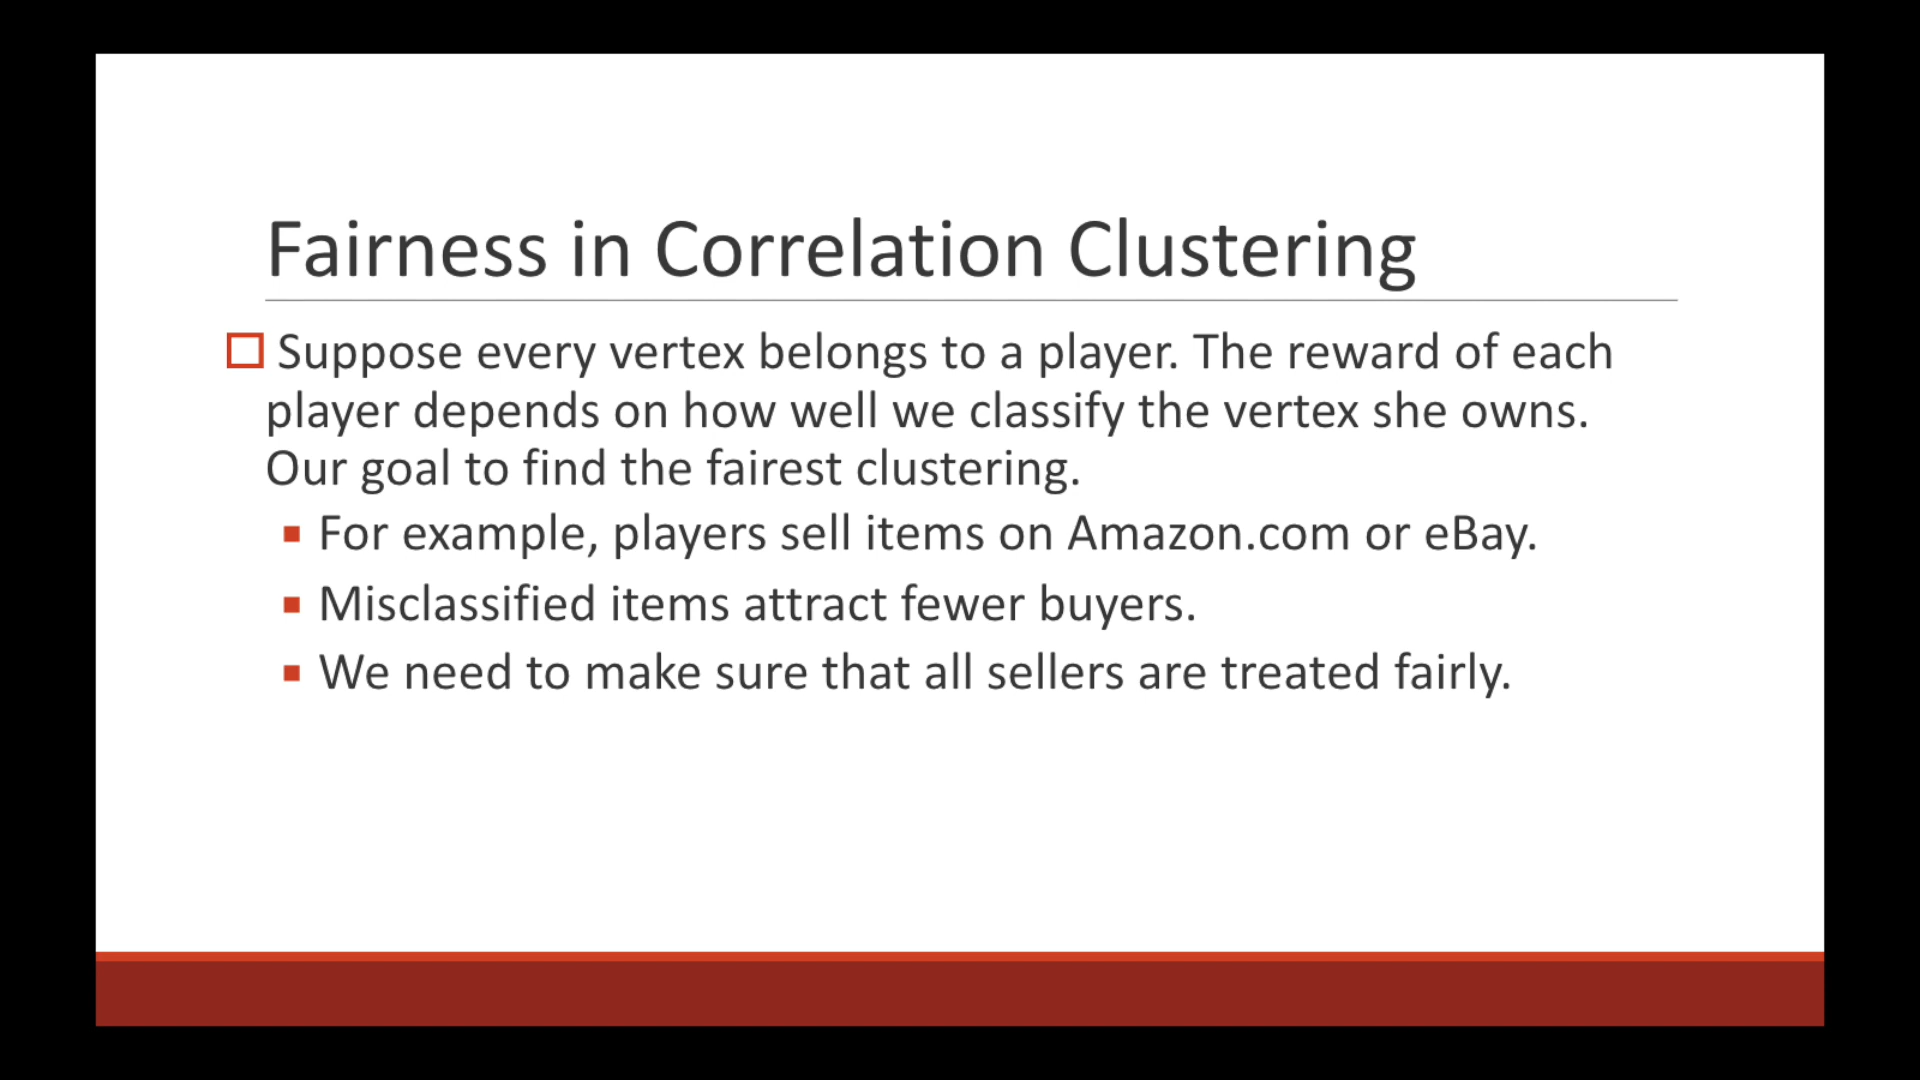 Fairness in Correlation Clustering
Suppose every vertex belongs to a player. The reward of each
player depends on how well we classify the vertex she owns.
Our goal to find the fairest clustering.
For example, players sell items on Amazon.com or eBay.
Misclassified items attract fewer buyers.
We need to make sure that all sellers are treated fairly.